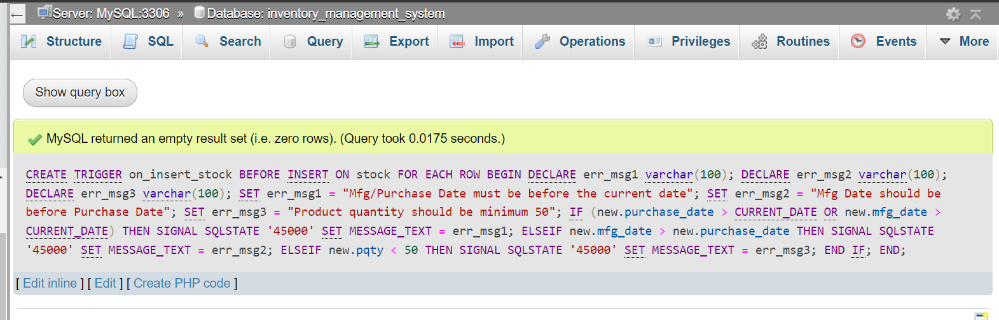 Server: MySQL:3306 » Database: inventory_management_system
Structure SQL Search Query Export Import Operations Privileges Routines Events More
Show query box
MySQL returned an empty result set (i.e. zero rows). (Query took 0.0175 seconds.)
CREATE TRIGGER on_insert_stock BEFORE INSERT ON stock FOR EACH ROW BEGIN DECLARE err_msg1 varchar(100); DECLARE err_msg2 varchar(100);
DECLARE err_msg3 varchar(100); SET err_msg1 = "Mfg/Purchase Date must be before the current date"; SET err_msg2 = "Mfg Date should be
before Purchase Date"; SET err_msg3 = "Product quantity should be minimum 50"; IF (new.purchase_date > CURRENT_DATE OR new.mfg_date >
CURRENT_DATE) THEN SIGNAL SQLSTATE '45000' SET MESSAGE_TEXT = err_msg1; ELSEIF new.mfg_date > new.purchase_date THEN SIGNAL SQLSTATE
'45000' SET MESSAGE_TEXT = err_msg2; ELSEIF new.pqty < 50 THEN SIGNAL SQLSTATE '45000' SET MESSAGE_TEXT = err_msg3; END IF; END;
[ Edit inline ] [ Edit ] [ Create PHP code ]